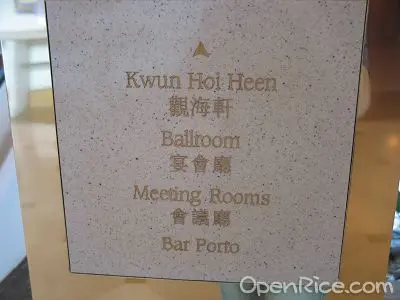 Kwun Hoi Heen
觀海軒
Ballroom
宴會廳
Meeting Rooms
會議廳
Bar Porto
OpenRice.com